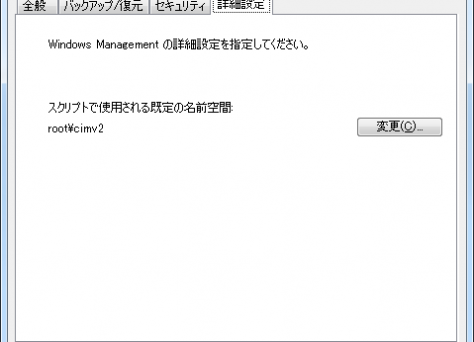 全般 バックアップ/復元 セキュリティ 詳細設定
Windows Management の詳細設定を指定してください。
スクリプトで使用される既定の名前空間:
root¥cimv2
変更(C)...